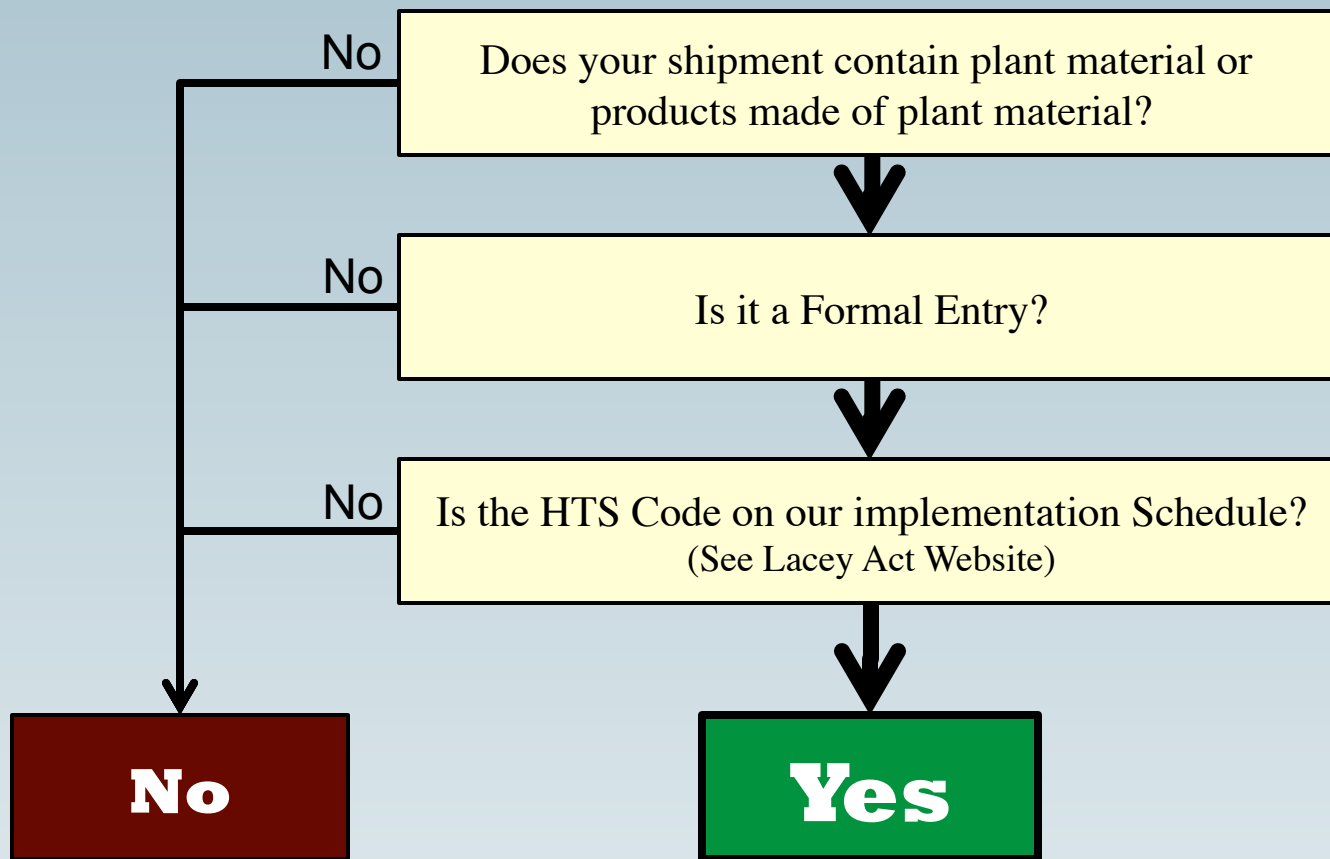 No
Does your shipment contain plant material or
products made of plant material?
No
Is it a Formal Entry?
No
Is the HTS Code on our implementation Schedule?
(See Lacey Act Website)
No
Yes